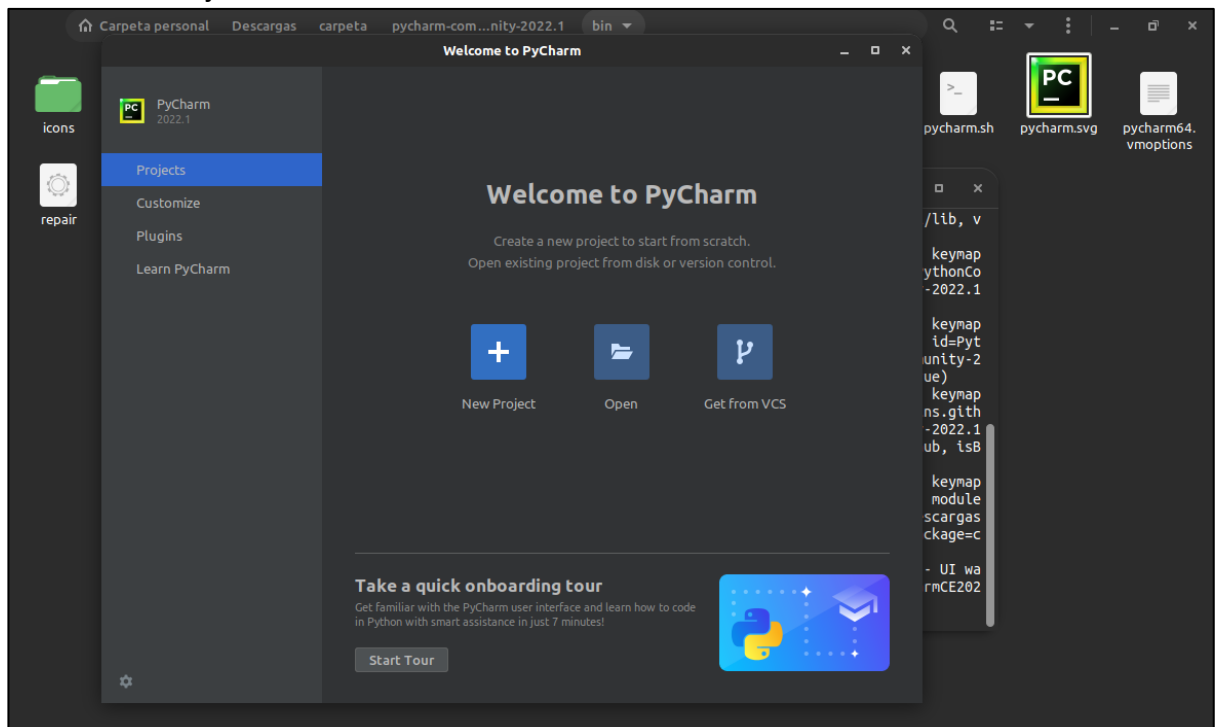 Carpeta personal Descargas carpeta pycharm-com...nity-2022.1 bin
Welcome to PyCharm
icons
repair
PC
PyCharm
2022.1
Projects
Customize
Plugins
Learn PyCharm
Welcome to PyCharm
Create a new project to start from scratch.
Open existing project from disk or version control.
New Project Open Get from VCS
Take a quick onboarding tour
Get familiar with the PyCharm user interface and learn how to code
in Python with smart assistance in just 7 minutes!
Start Tour
>_
pycharm.sh
PC
pycharm.svg
pycharm64.
vmoptions
/lib, v
keymap
ythonCo
-2022.1
keymap
id=Pyt
unity-2
ue)
keymap
ns.gith
-2022.1
ub, isB
keymap
module
scargas
ckage=c
- UI wa
rmCE202